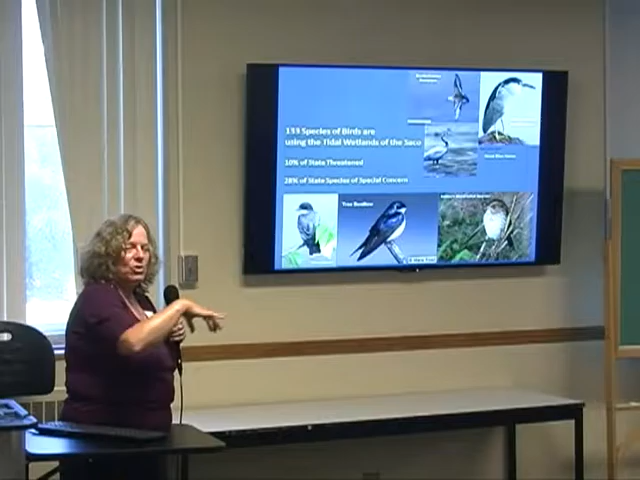 133 Species of Birds are
using the Tidal Wetlands of the Saco
10% of State Threatened
28% of State Species of Special Concern
Tree Swallow